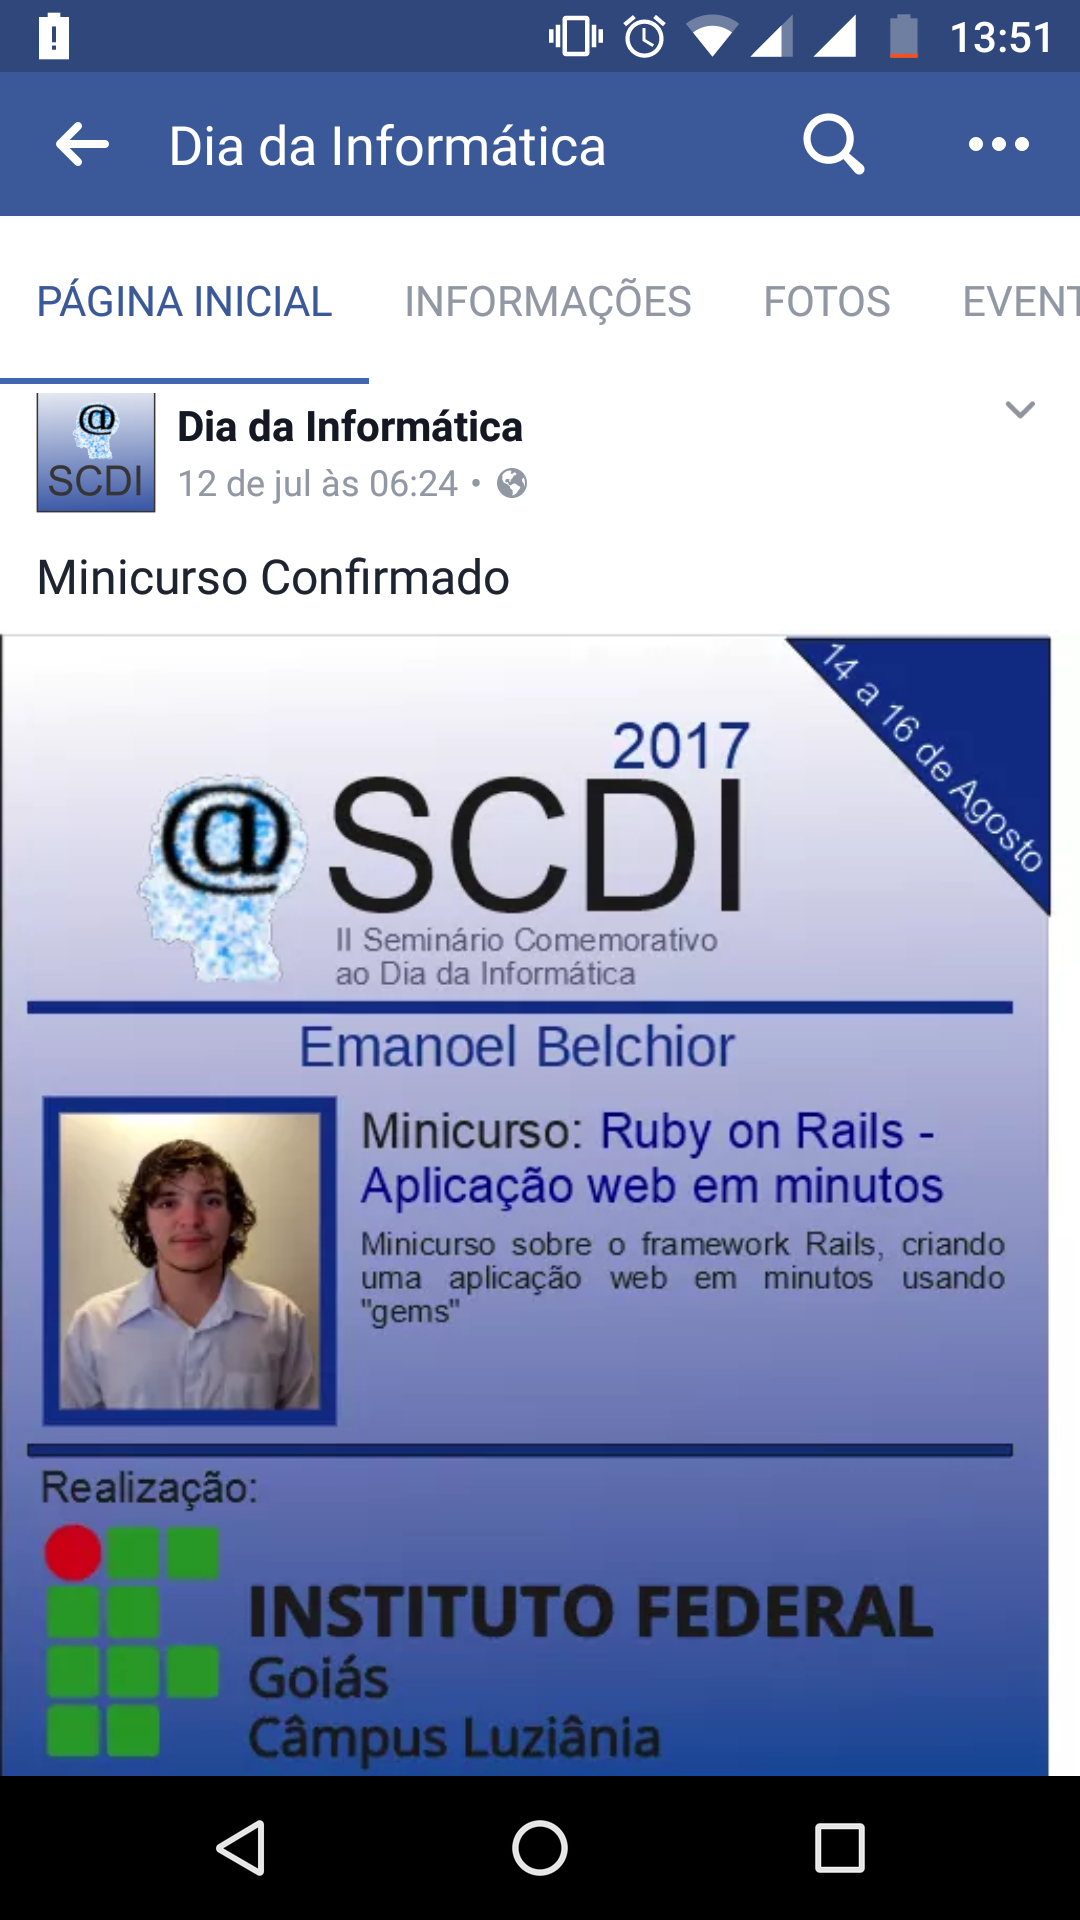 13:51
Dia da Informática
PÁGINA INICIAL INFORMAÇÕES FOTOS EVENT
@
SCDI
Dia da Informática
12 de jul às 06:24 •
Minicurso Confirmado
14 a 16 de Agosto
2017
@ SCDI
II Seminário Comemorativo
ao Dia da Informática
Emanoel Belchior
Minicurso: Ruby on Rails -
Aplicação web em minutos
Minicurso sobre o framework Rails, criando
uma aplicação web em minutos usando
"gems"
Realização:
INSTITUTO FEDERAL
Goiás
Câmpus Luziânia